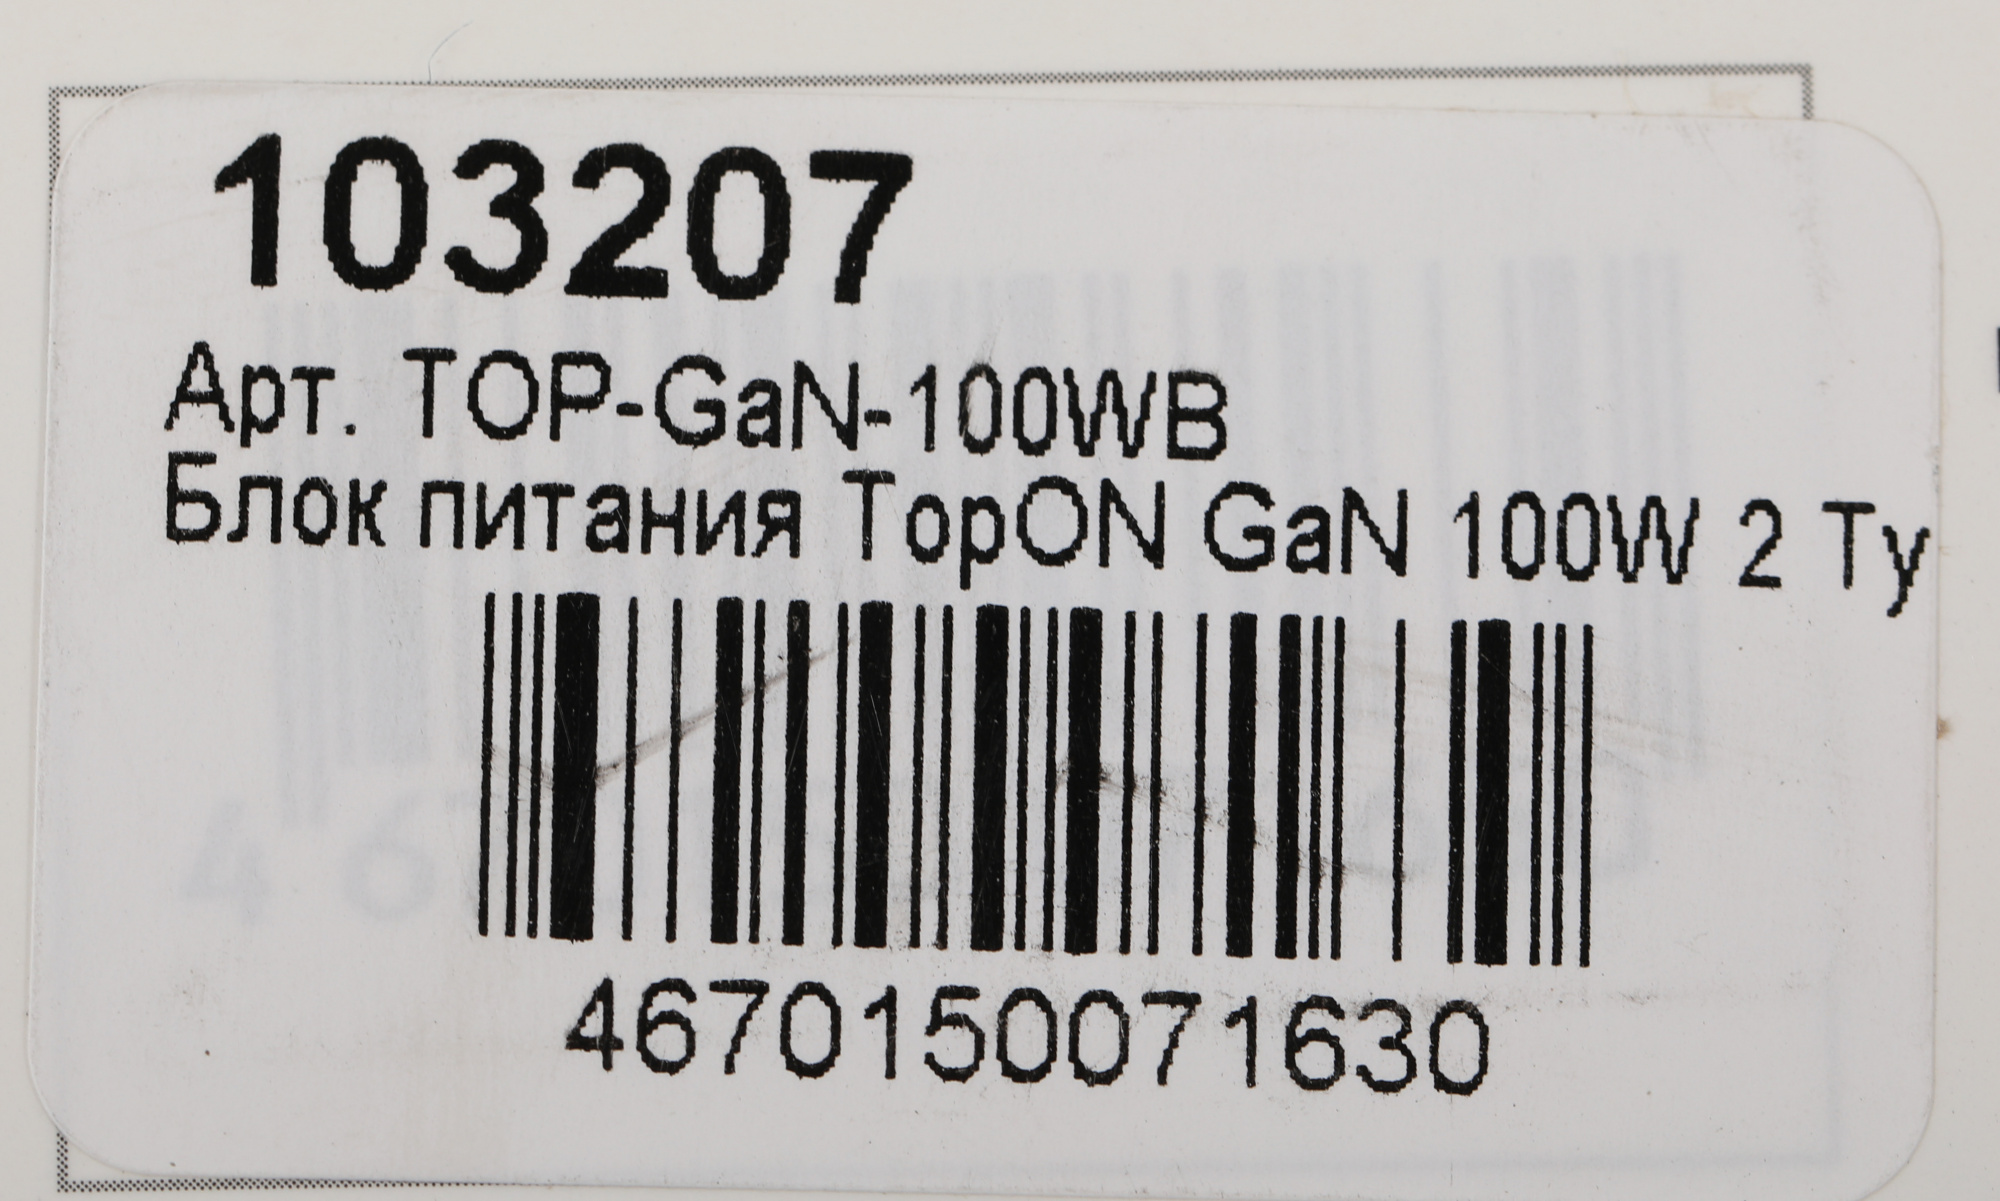 103207
Арт. TOP-GaN-100WB
Блок питания TopON GaN 100W 2 Ty
4670150071630